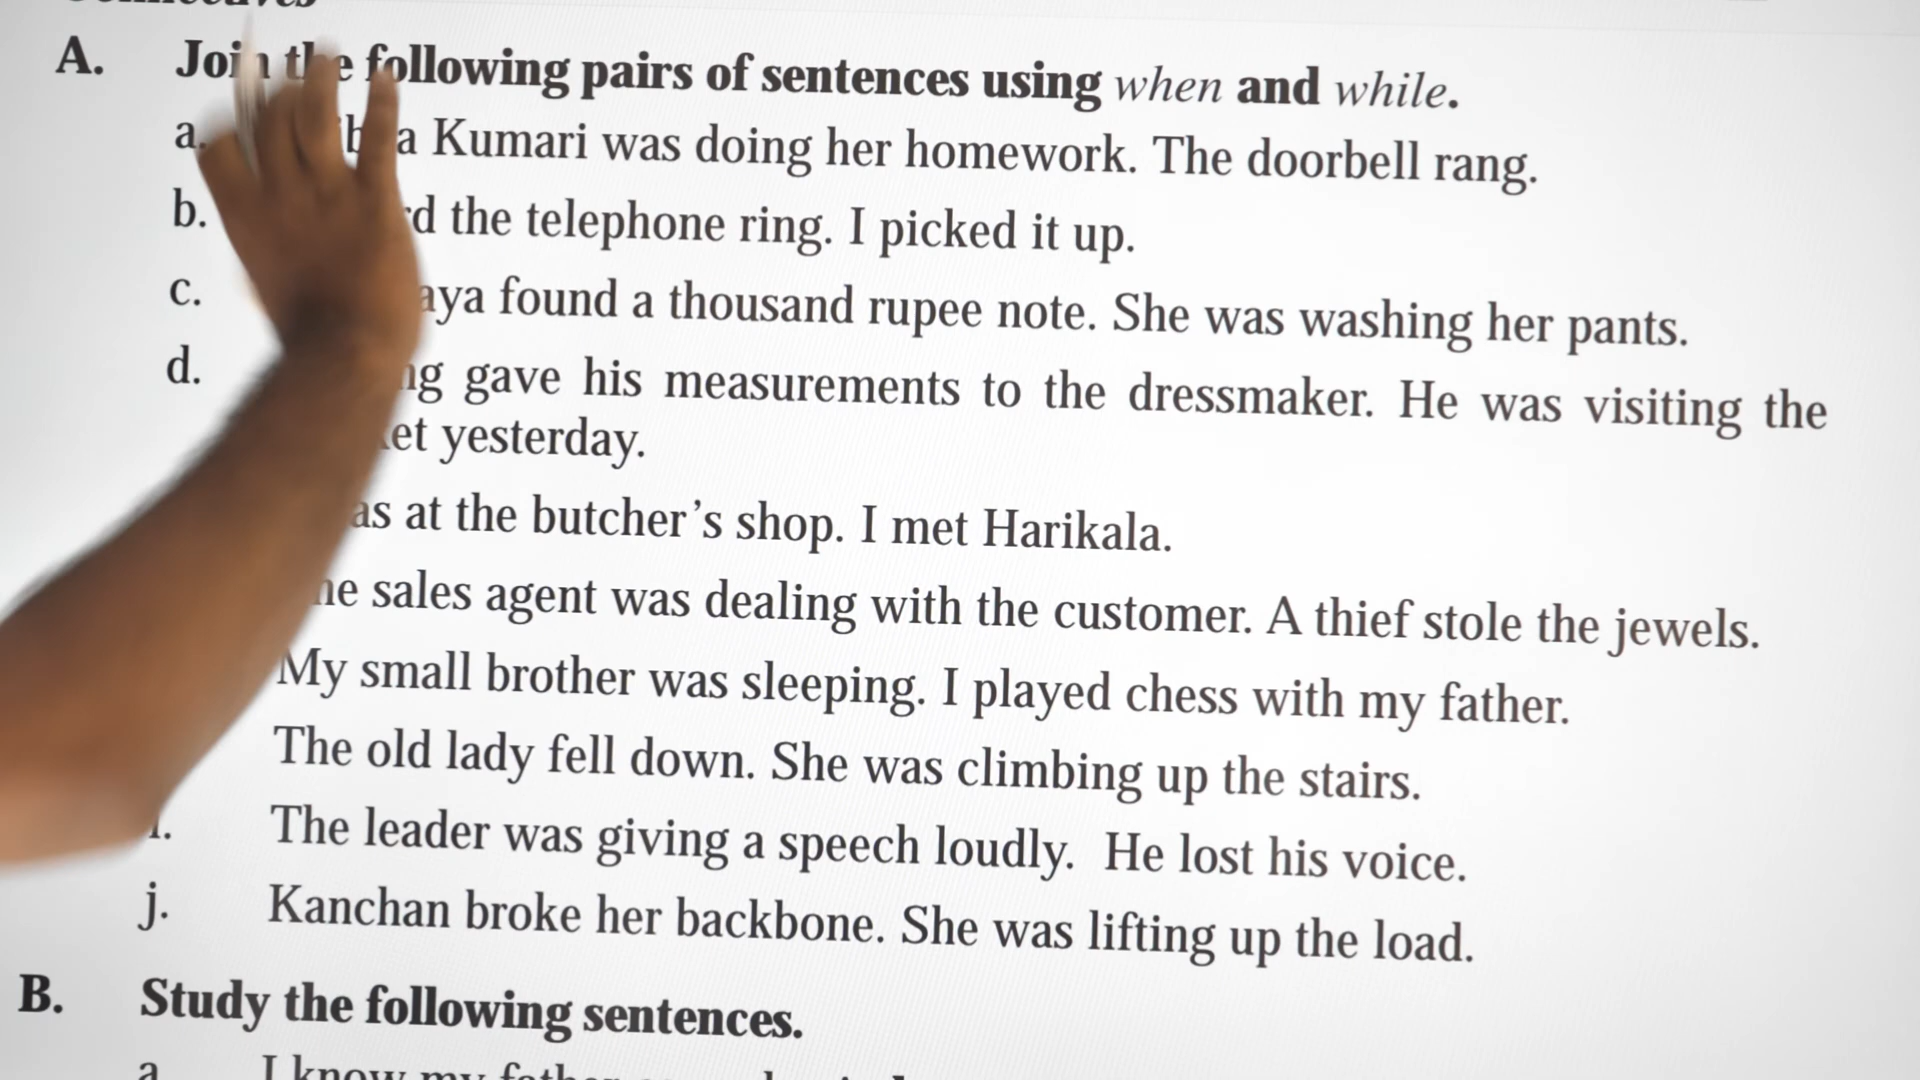 A. Join the following pairs of sentences using when and while.
a. Kumari was doing her homework. The doorbell rang.
b. the telephone ring. I picked it up.
c. found a thousand rupee note. She was washing her pants.
d. gave his measurements to the dressmaker. He was visiting the
yesterday.
at the butcher's shop. I met Harikala.
sales agent was dealing with the customer. A thief stole the jewels.
My small brother was sleeping. I played chess with my father.
The old lady fell down. She was climbing up the stairs.
The leader was giving a speech loudly. He lost his voice.
j. Kanchan broke her backbone. She was lifting up the load.
B. Study the following sentences.
a I know my